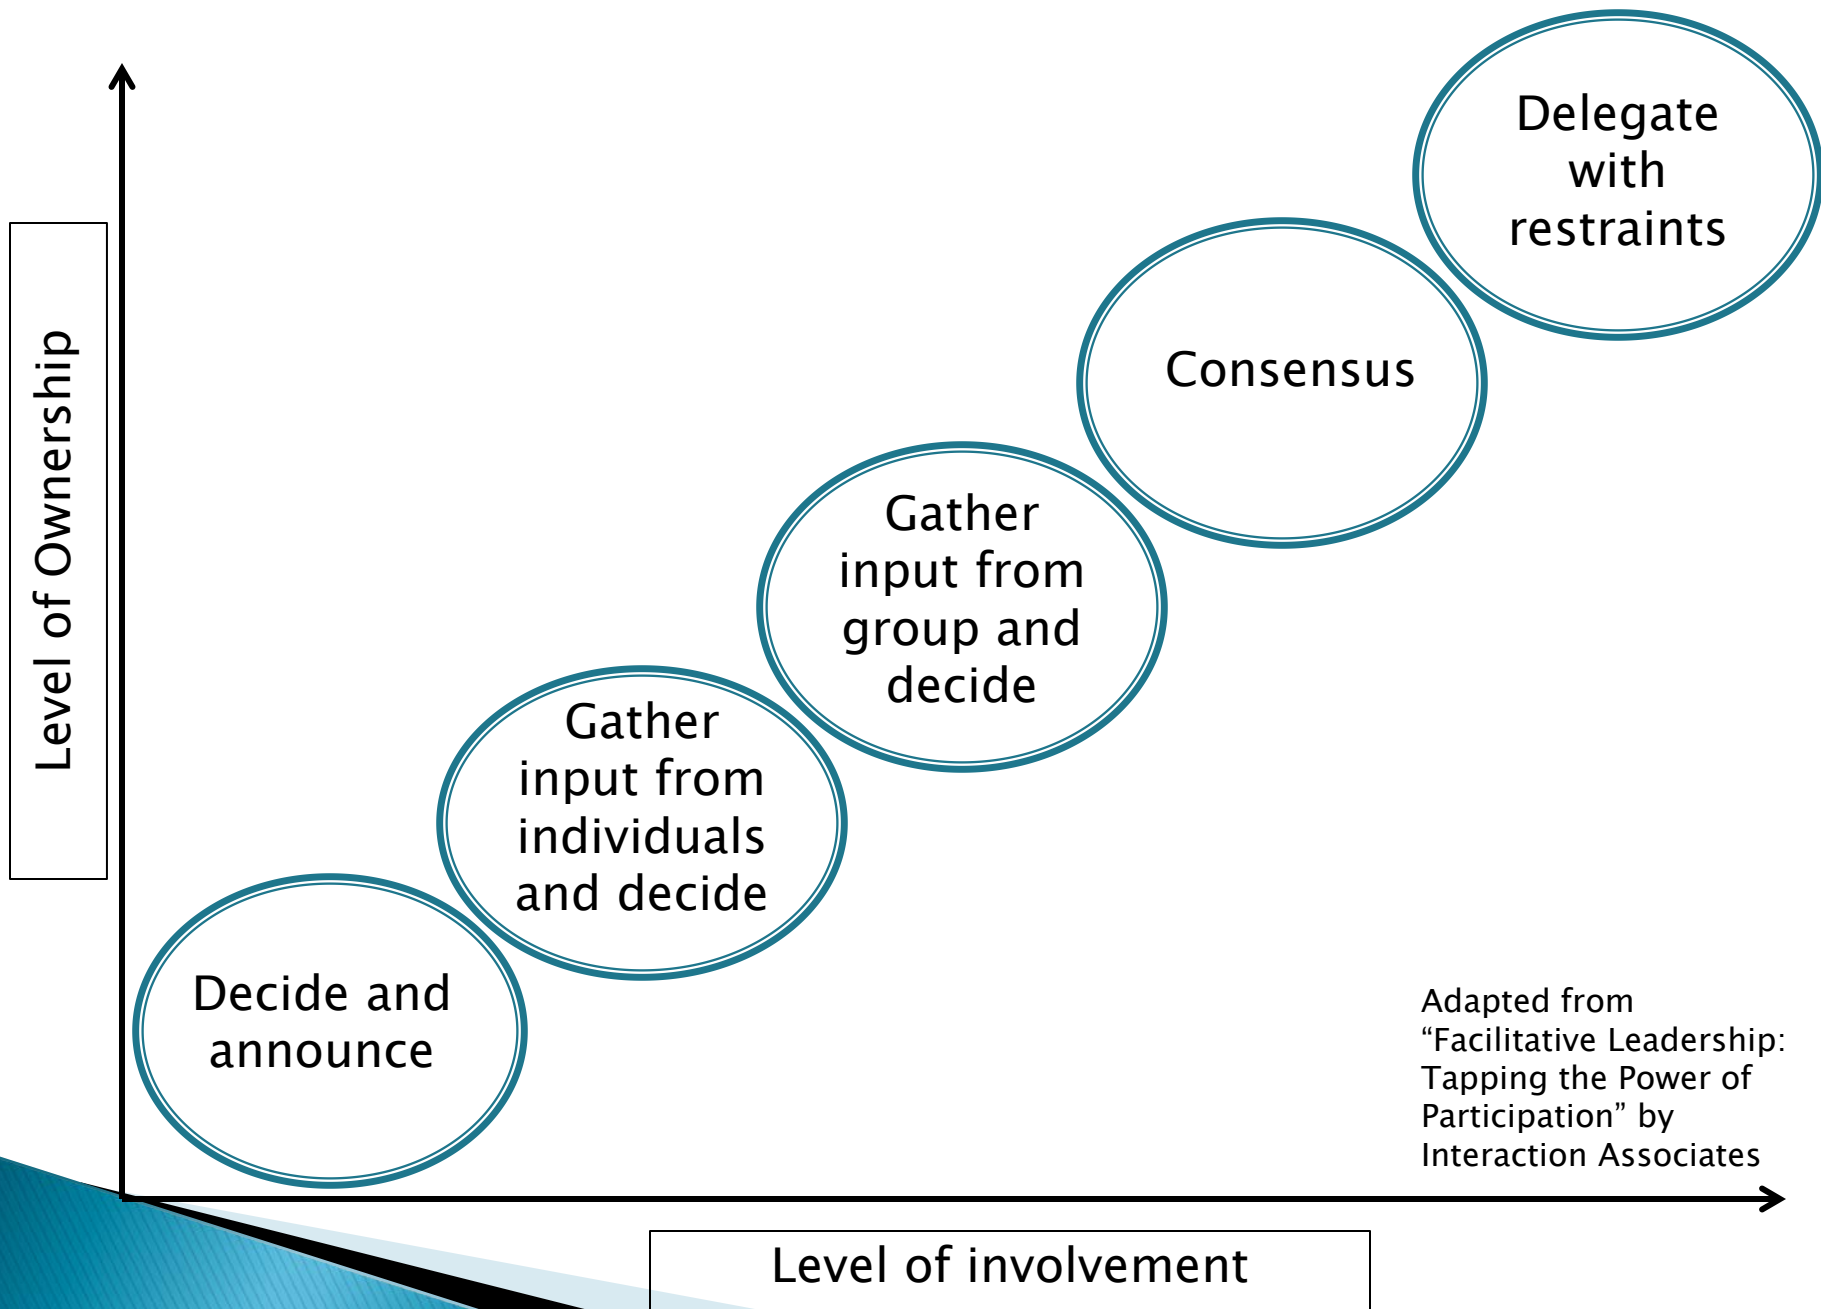 Level of Ownership
Delegate
with
restraints
Consensus
Gather
input from
group and
decide
Gather
input from
individuals
and decide
Decide and
announce
Adapted from
“Facilitative Leadership:
Tapping the Power of
Participation” by
Interaction Associates
Level of involvement